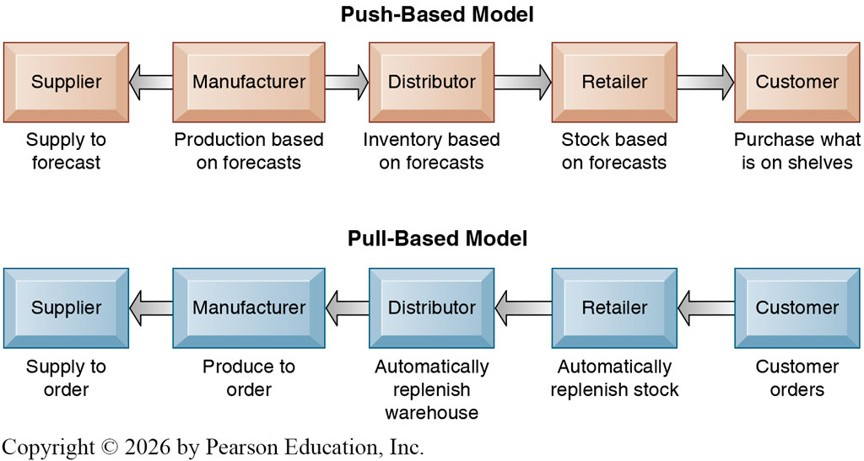 Push-Based Model
Supplier Manufacturer Distributor Retailer Customer
Supply to Production based Inventory based Stock based Purchase what
forecast on forecasts on forecasts on forecasts is on shelves
Pull-Based Model
Supplier Manufacturer Distributor Retailer Customer
Supply to Produce to Automatically Automatically Customer
order order replenish replenish stock orders
warehouse
Copyright © 2026 by Pearson Education, Inc.